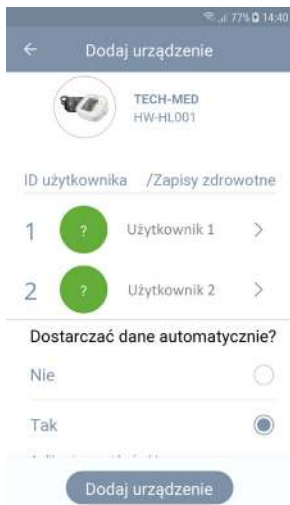 77% 14:40
← Dodaj urządzenie
TECH-MED
HW-HL001
ID użytkownika /Zapisy zdrowotne
1 ? Użytkownik 1 >
2 ? Użytkownik 2 >
Dostarczać dane automatycznie?
Nie
Tak
Dodaj urządzenie